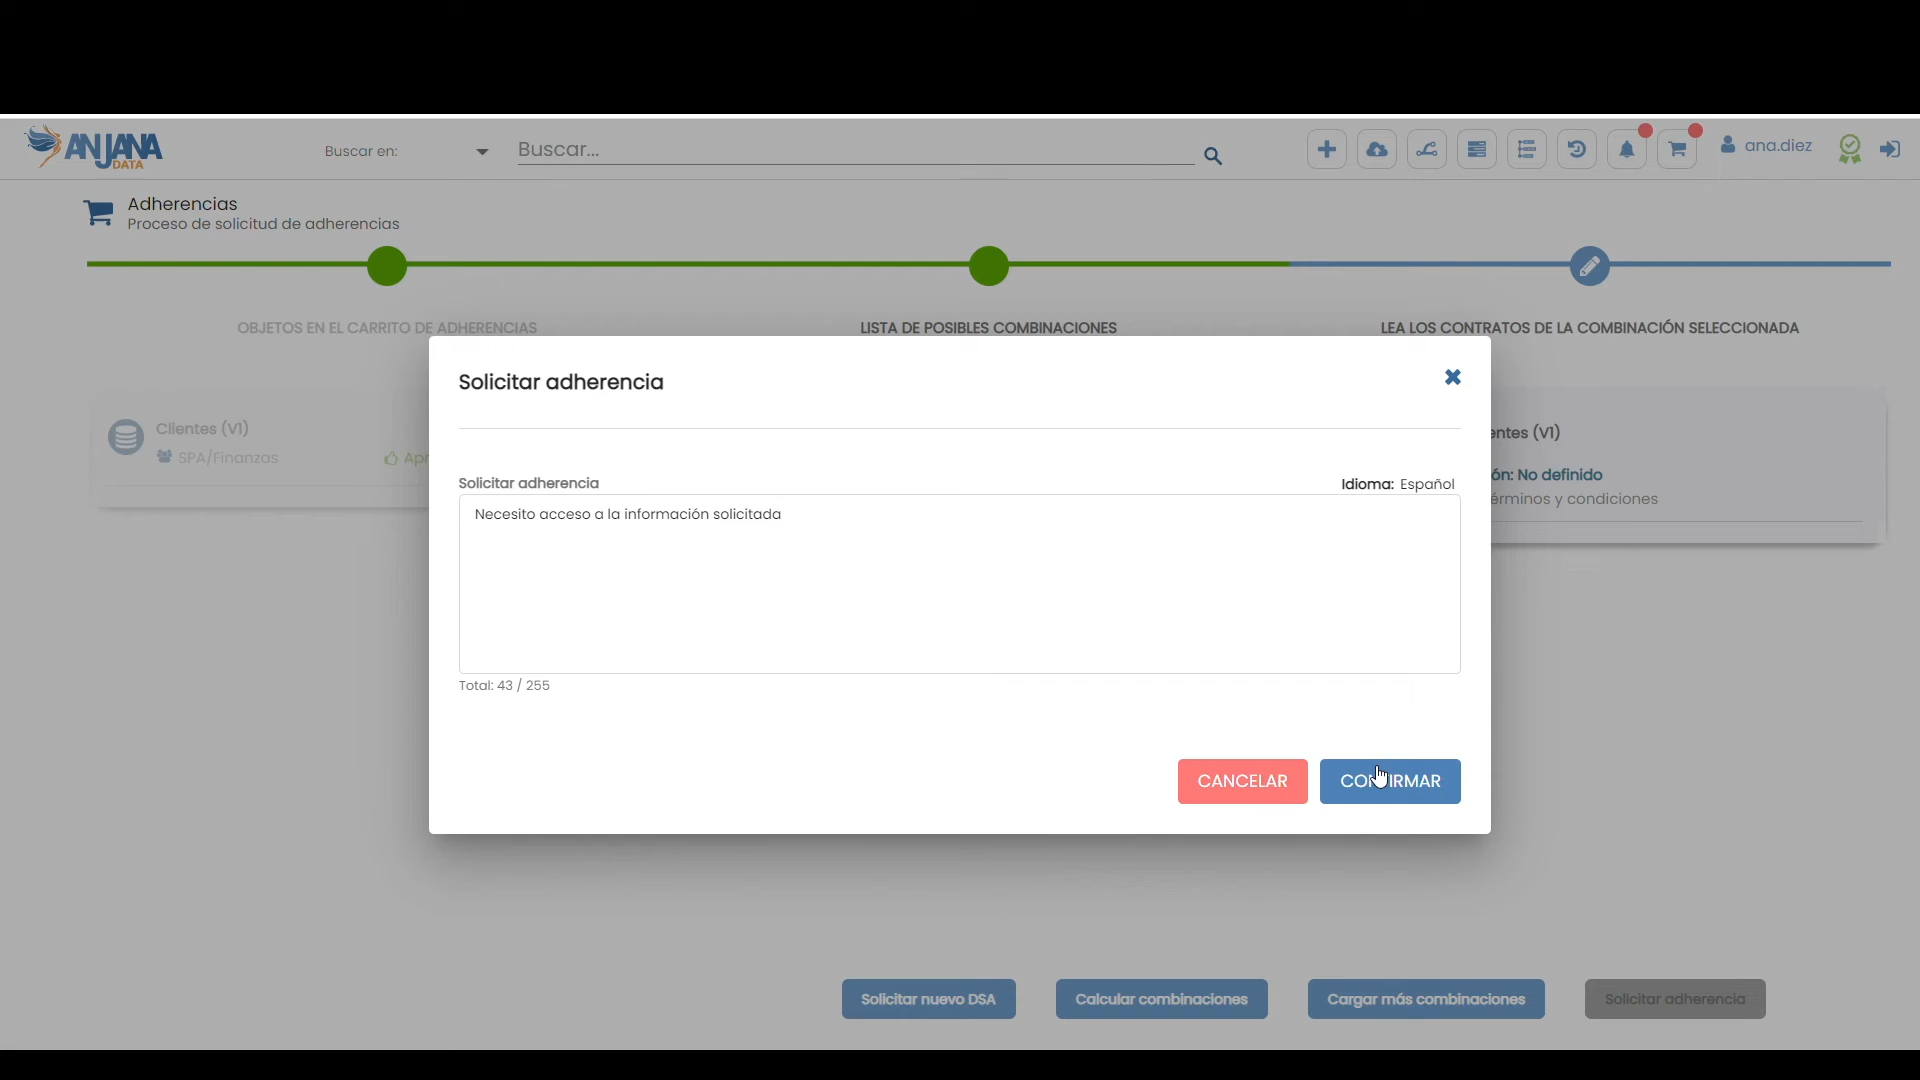 ANJANA
DATA
Buscar en:
Buscar...
ana.diez
Adherencias
Proceso de solicitud de adherencias
OBJETOS EN EL CARRITO DE ADHERENCIAS
LISTA DE POSIBLES COMBINACIONES
LEA LOS CONTRATOS DE LA COMBINACIÓN SELECCIONADA
Solicitar adherencia
Clientes (V1)
SPA/Finanzas
(V1)
No definido
y condiciones
Solicitar adherencia
Idioma: Español
Necesito acceso a la información solicitada
Total: 43 / 255
CANCELAR
CONFIRMAR
Solicitar nuevo DSA
Calcular combinaciones
Cargar más combinaciones
Solicitar adherencia